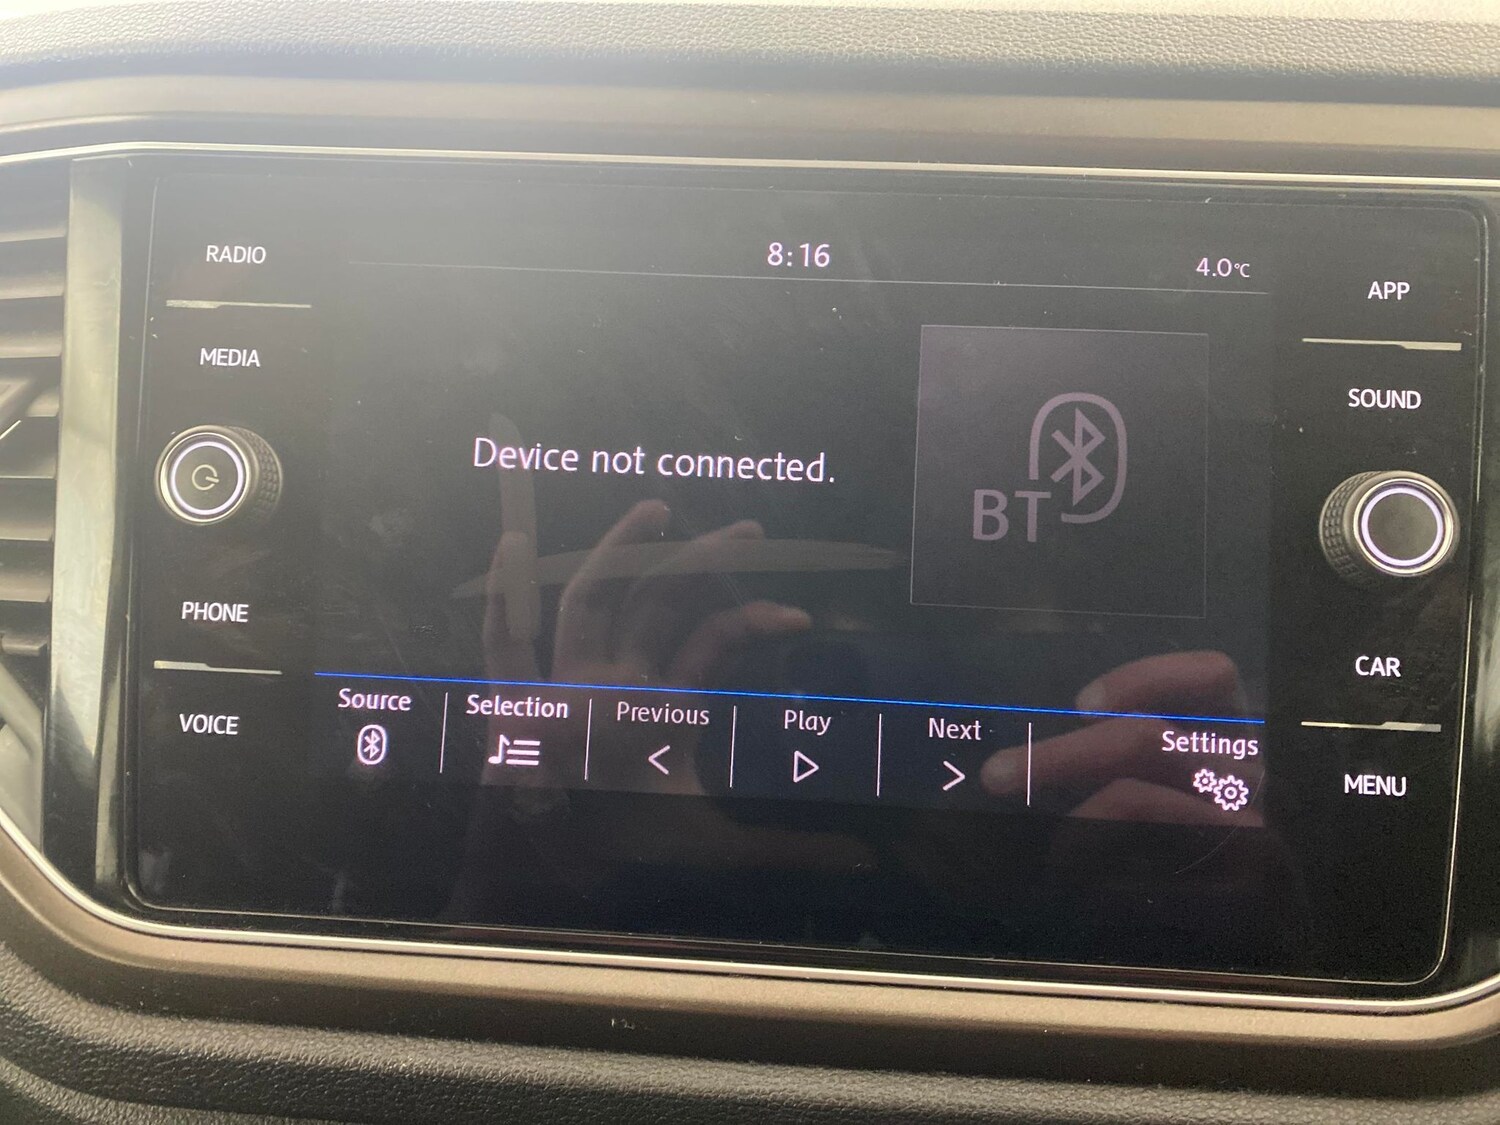 RADIO
MEDIA
PHONE
VOICE
8:16
4.0°C
Device not connected.
BT
Source
Selection
Previous
Play
Next
Settings
APP
SOUND
CAR
MENU